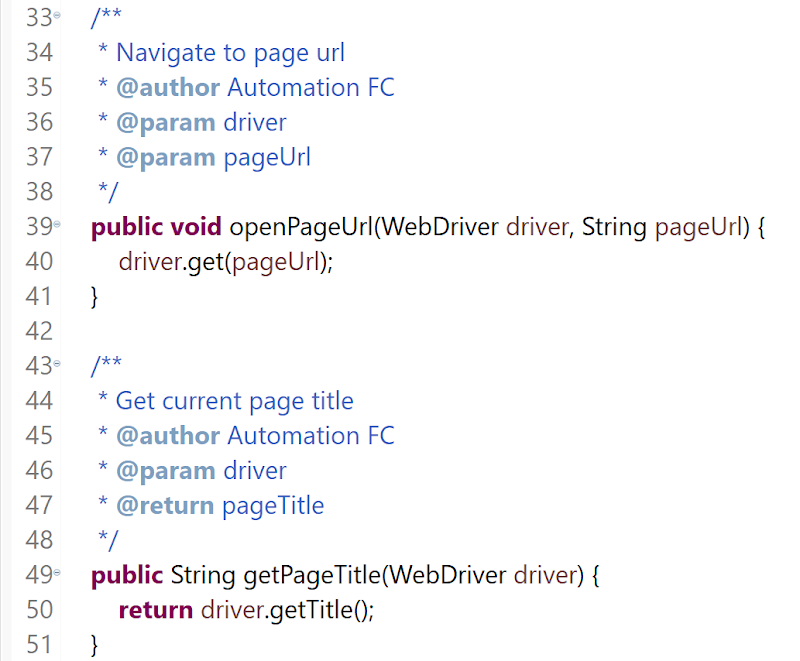 33 /**
34 * Navigate to page url
35 * @author Automation FC
36 * @param driver
37 * @param pageUrl
38 */
39 public void openPageUrl(WebDriver driver, String pageUrl) {
40 driver.get(pageUrl);
41 }
42
43 /**
44 * Get current page title
45 * @author Automation FC
46 * @param driver
47 * @return pageTitle
48 */
49 public String getPageTitle(WebDriver driver) {
50 return driver.getTitle();
51 }